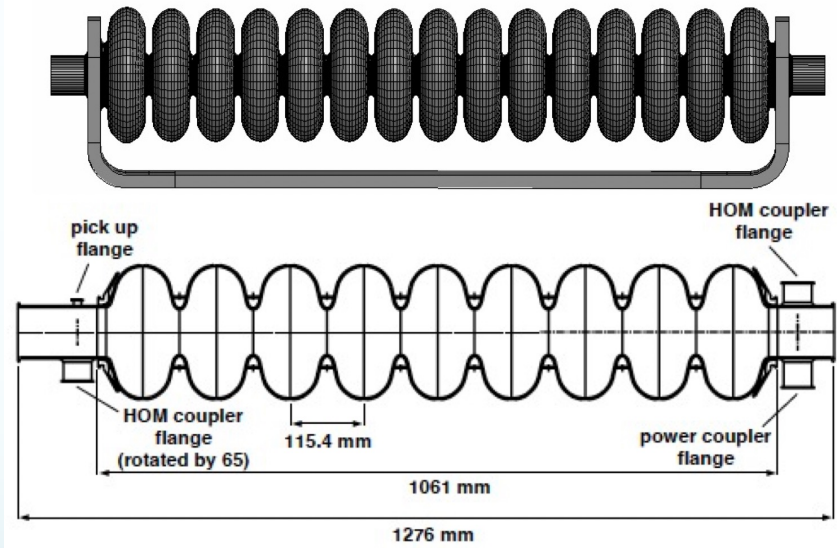 HOM coupler
flange
pick up
flange
HOM coupler
flange
(rotated by 65)
115.4 mm
power coupler
flange
1061 mm
1276 mm